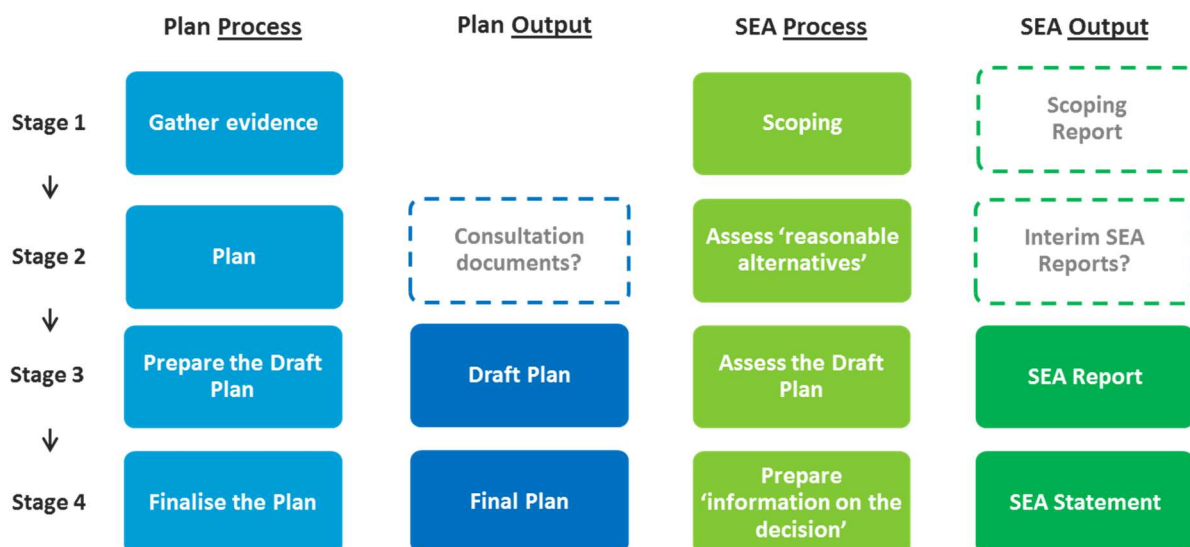 Plan Process
Plan Output
SEA Process
SEA Output
Stage 1
Gather evidence
Scoping
Scoping
Report
Stage 2
Plan
Consultation
documents?
Assess ‘reasonable
alternatives’
Interim SEA
Reports?
Stage 3
Prepare the Draft
Plan
Draft Plan
Assess the Draft
Plan
SEA Report
Stage 4
Finalise the Plan
Final Plan
Prepare
‘information on the
decision’
SEA Statement